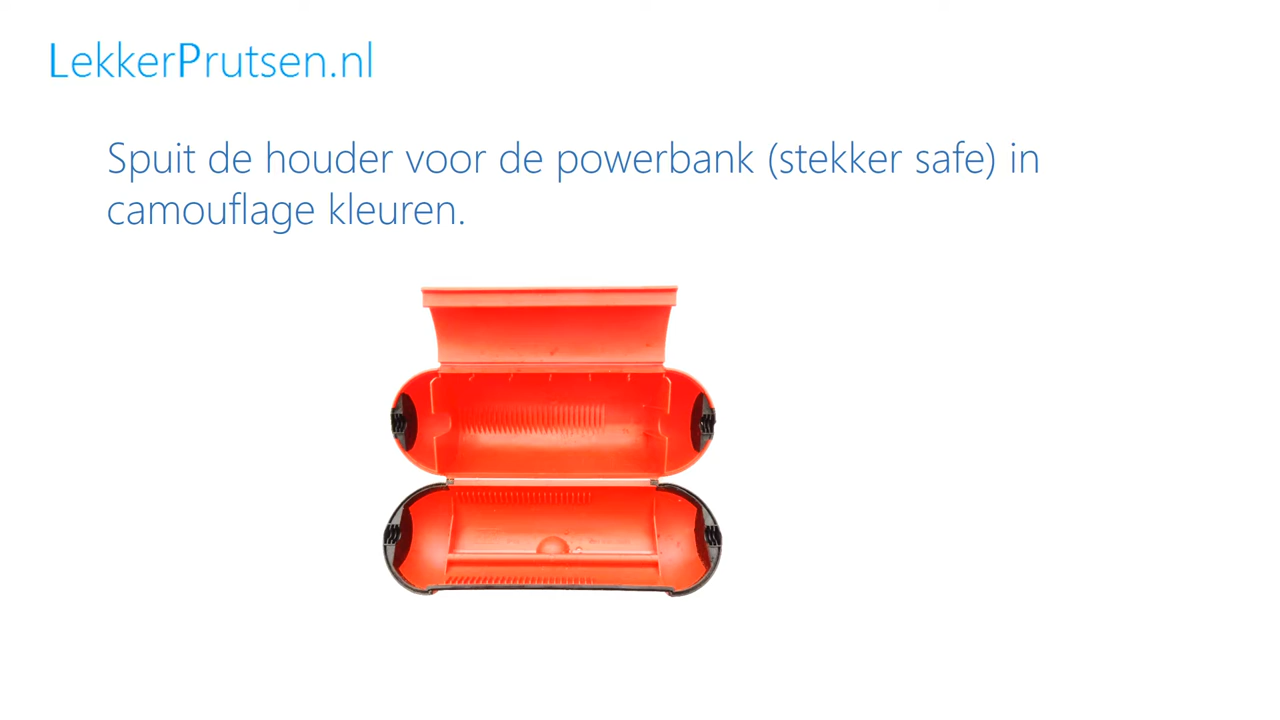 LekkerPrutsen.nl
Spuit de houder voor de powerbank (stekker safe) in
camouflage kleuren.